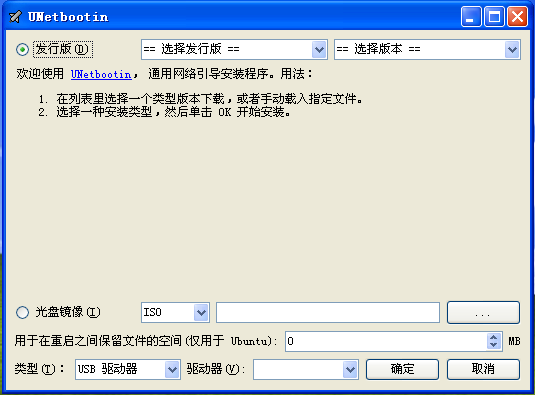 UNetbootin
发行版(D) == 选择发行版 == == 选择版本 ==
欢迎使用 UNetbootin, 通用网络引导安装程序。用法:
1. 在列表里选择一个类型版本下载,或者手动载入指定文件。
2. 选择一种安装类型,然后单击 OK 开始安装。
光盘镜像(I) ISO ...
用于在重启之间保留文件的空间(仅用于 Ubuntu): 0 MB
类型(T): USB 驱动器 驱动器(V): 确定 取消